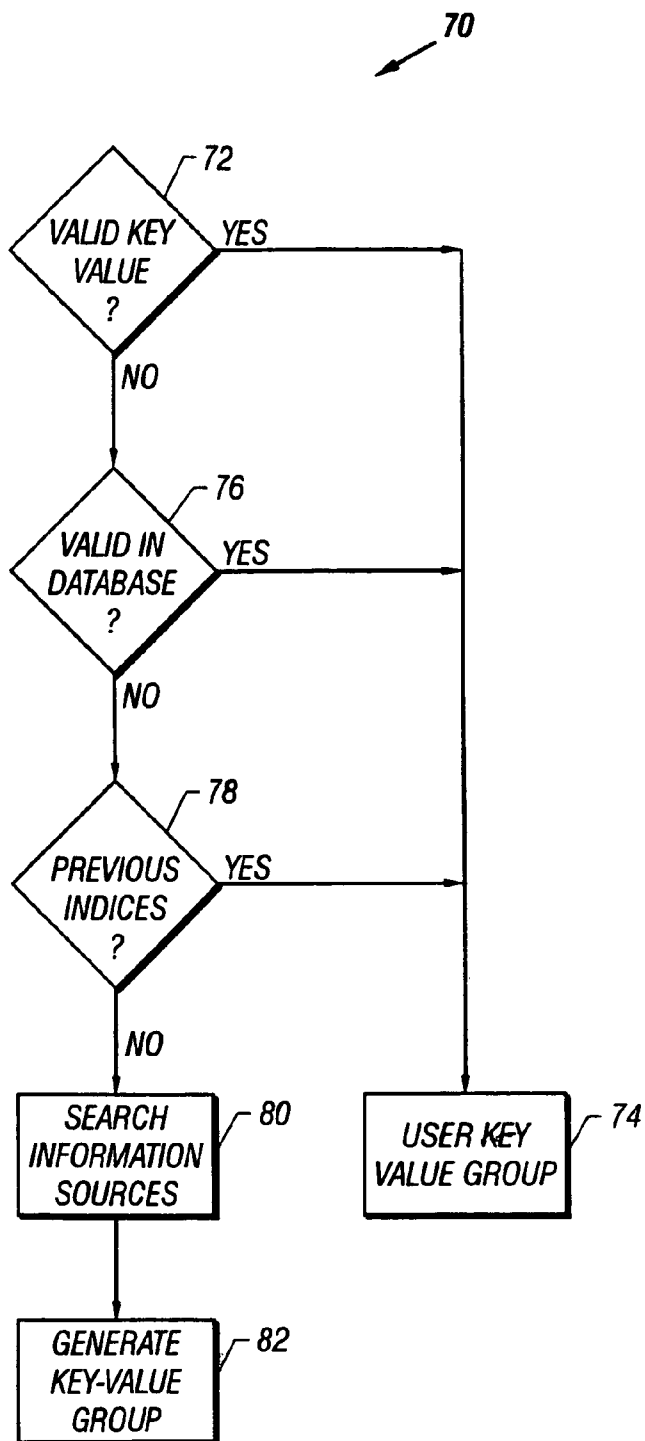 70
72
VALID KEY
VALUE
?
YES
NO
76
VALID IN
DATABASE
?
YES
NO
78
PREVIOUS
INDICES
?
YES
NO
SEARCH
INFORMATION
SOURCES
80
USER KEY
VALUE GROUP
74
GENERATE
KEY-VALUE
GROUP
82